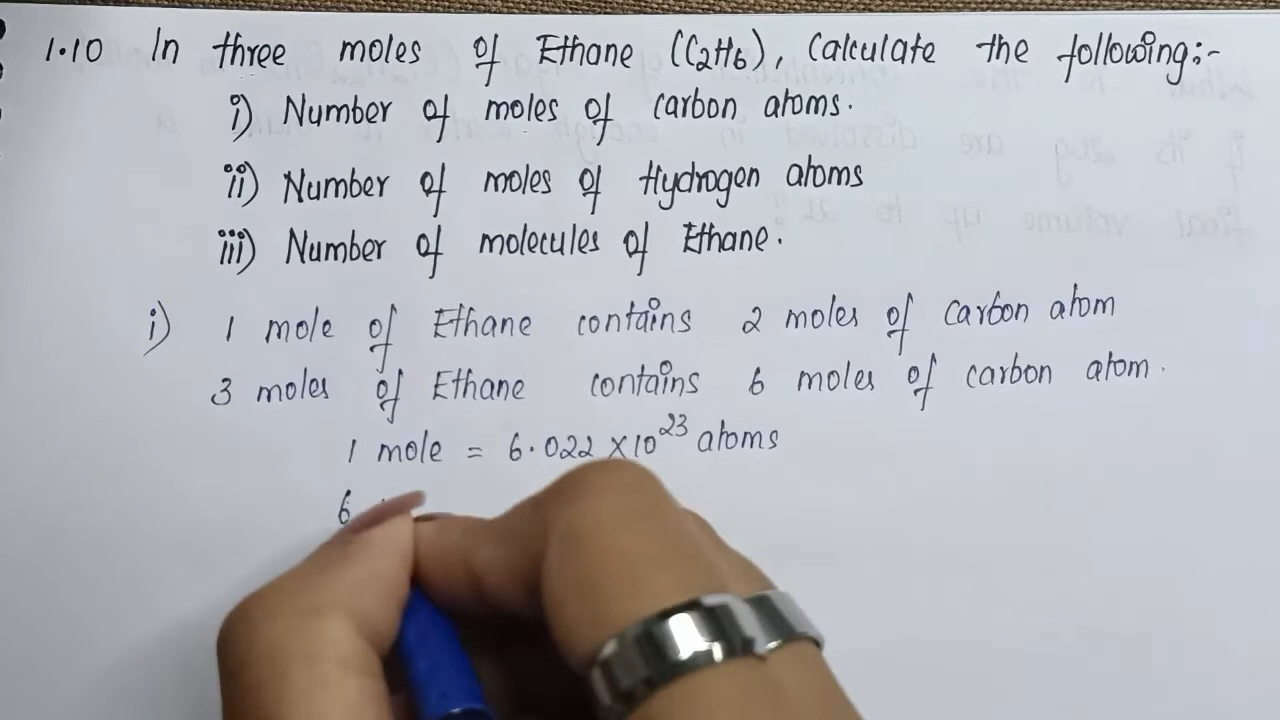 1.10 In three moles of Ethane (C₂H₆), Calculate the following:-
i) Number of moles of carbon atoms.
ii) Number of moles of Hydrogen atoms
iii) Number of molecules of Ethane.
i) 1 mole of Ethane contains 2 moles of carbon atom
3 moles of Ethane contains 6 moles of carbon atom.
1 mole = 6.022 ×10²³ atoms
6